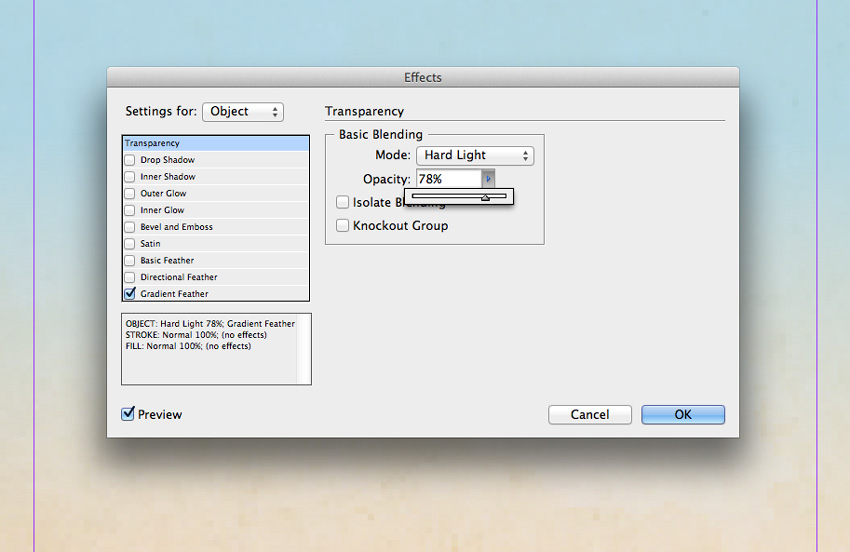 Effects
Settings for: Object
Transparency
Drop Shadow
Inner Shadow
Outer Glow
Inner Glow
Bevel and Emboss
Satin
Basic Feather
Directional Feather
Gradient Feather
OBJECT: Hard Light 78%; Gradient Feather
STROKE: Normal 100%; (no effects)
FILL: Normal 100%; (no effects)
Preview
Transparency
Basic Blending
Mode: Hard Light
Opacity: 78%
Isolate Blending
Knockout Group
Cancel
OK